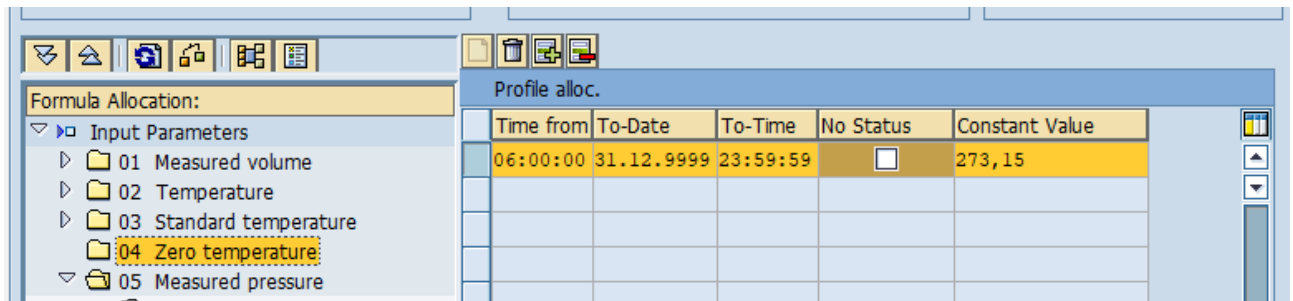 Formula Allocation:
Input Parameters
01 Measured volume
02 Temperature
03 Standard temperature
04 Zero temperature
05 Measured pressure
Profile alloc.
Time from To-Date To-Time No Status Constant Value
06:00:00 31.12.9999 23:59:59 273,15